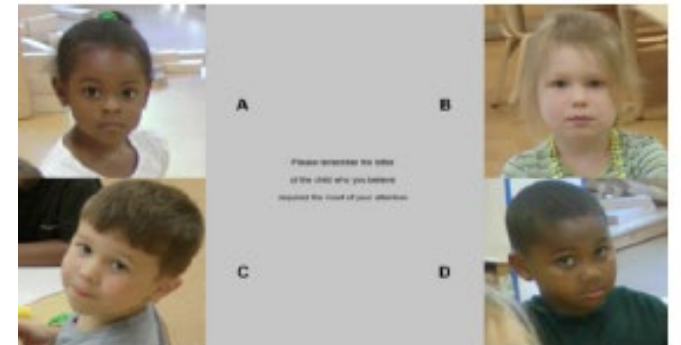 A
B
Please remember the letter
of the child who you believe
required the most of your attention.
C
D